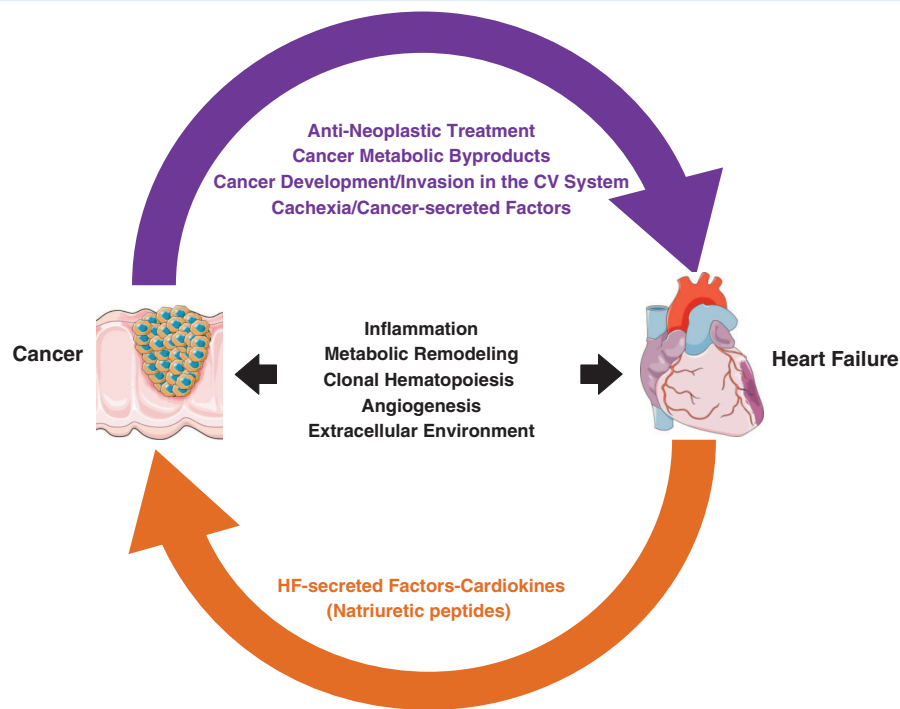 Anti-Neoplastic Treatment
Cancer Metabolic Byproducts
Cancer Development/Invasion in the CV System
Cachexia/Cancer-secreted Factors
Cancer
Inflammation
Metabolic Remodeling
Clonal Hematopoiesis
Angiogenesis
Extracellular Environment
Heart Failure
HF-secreted Factors-Cardiokines
(Natriuretic peptides)